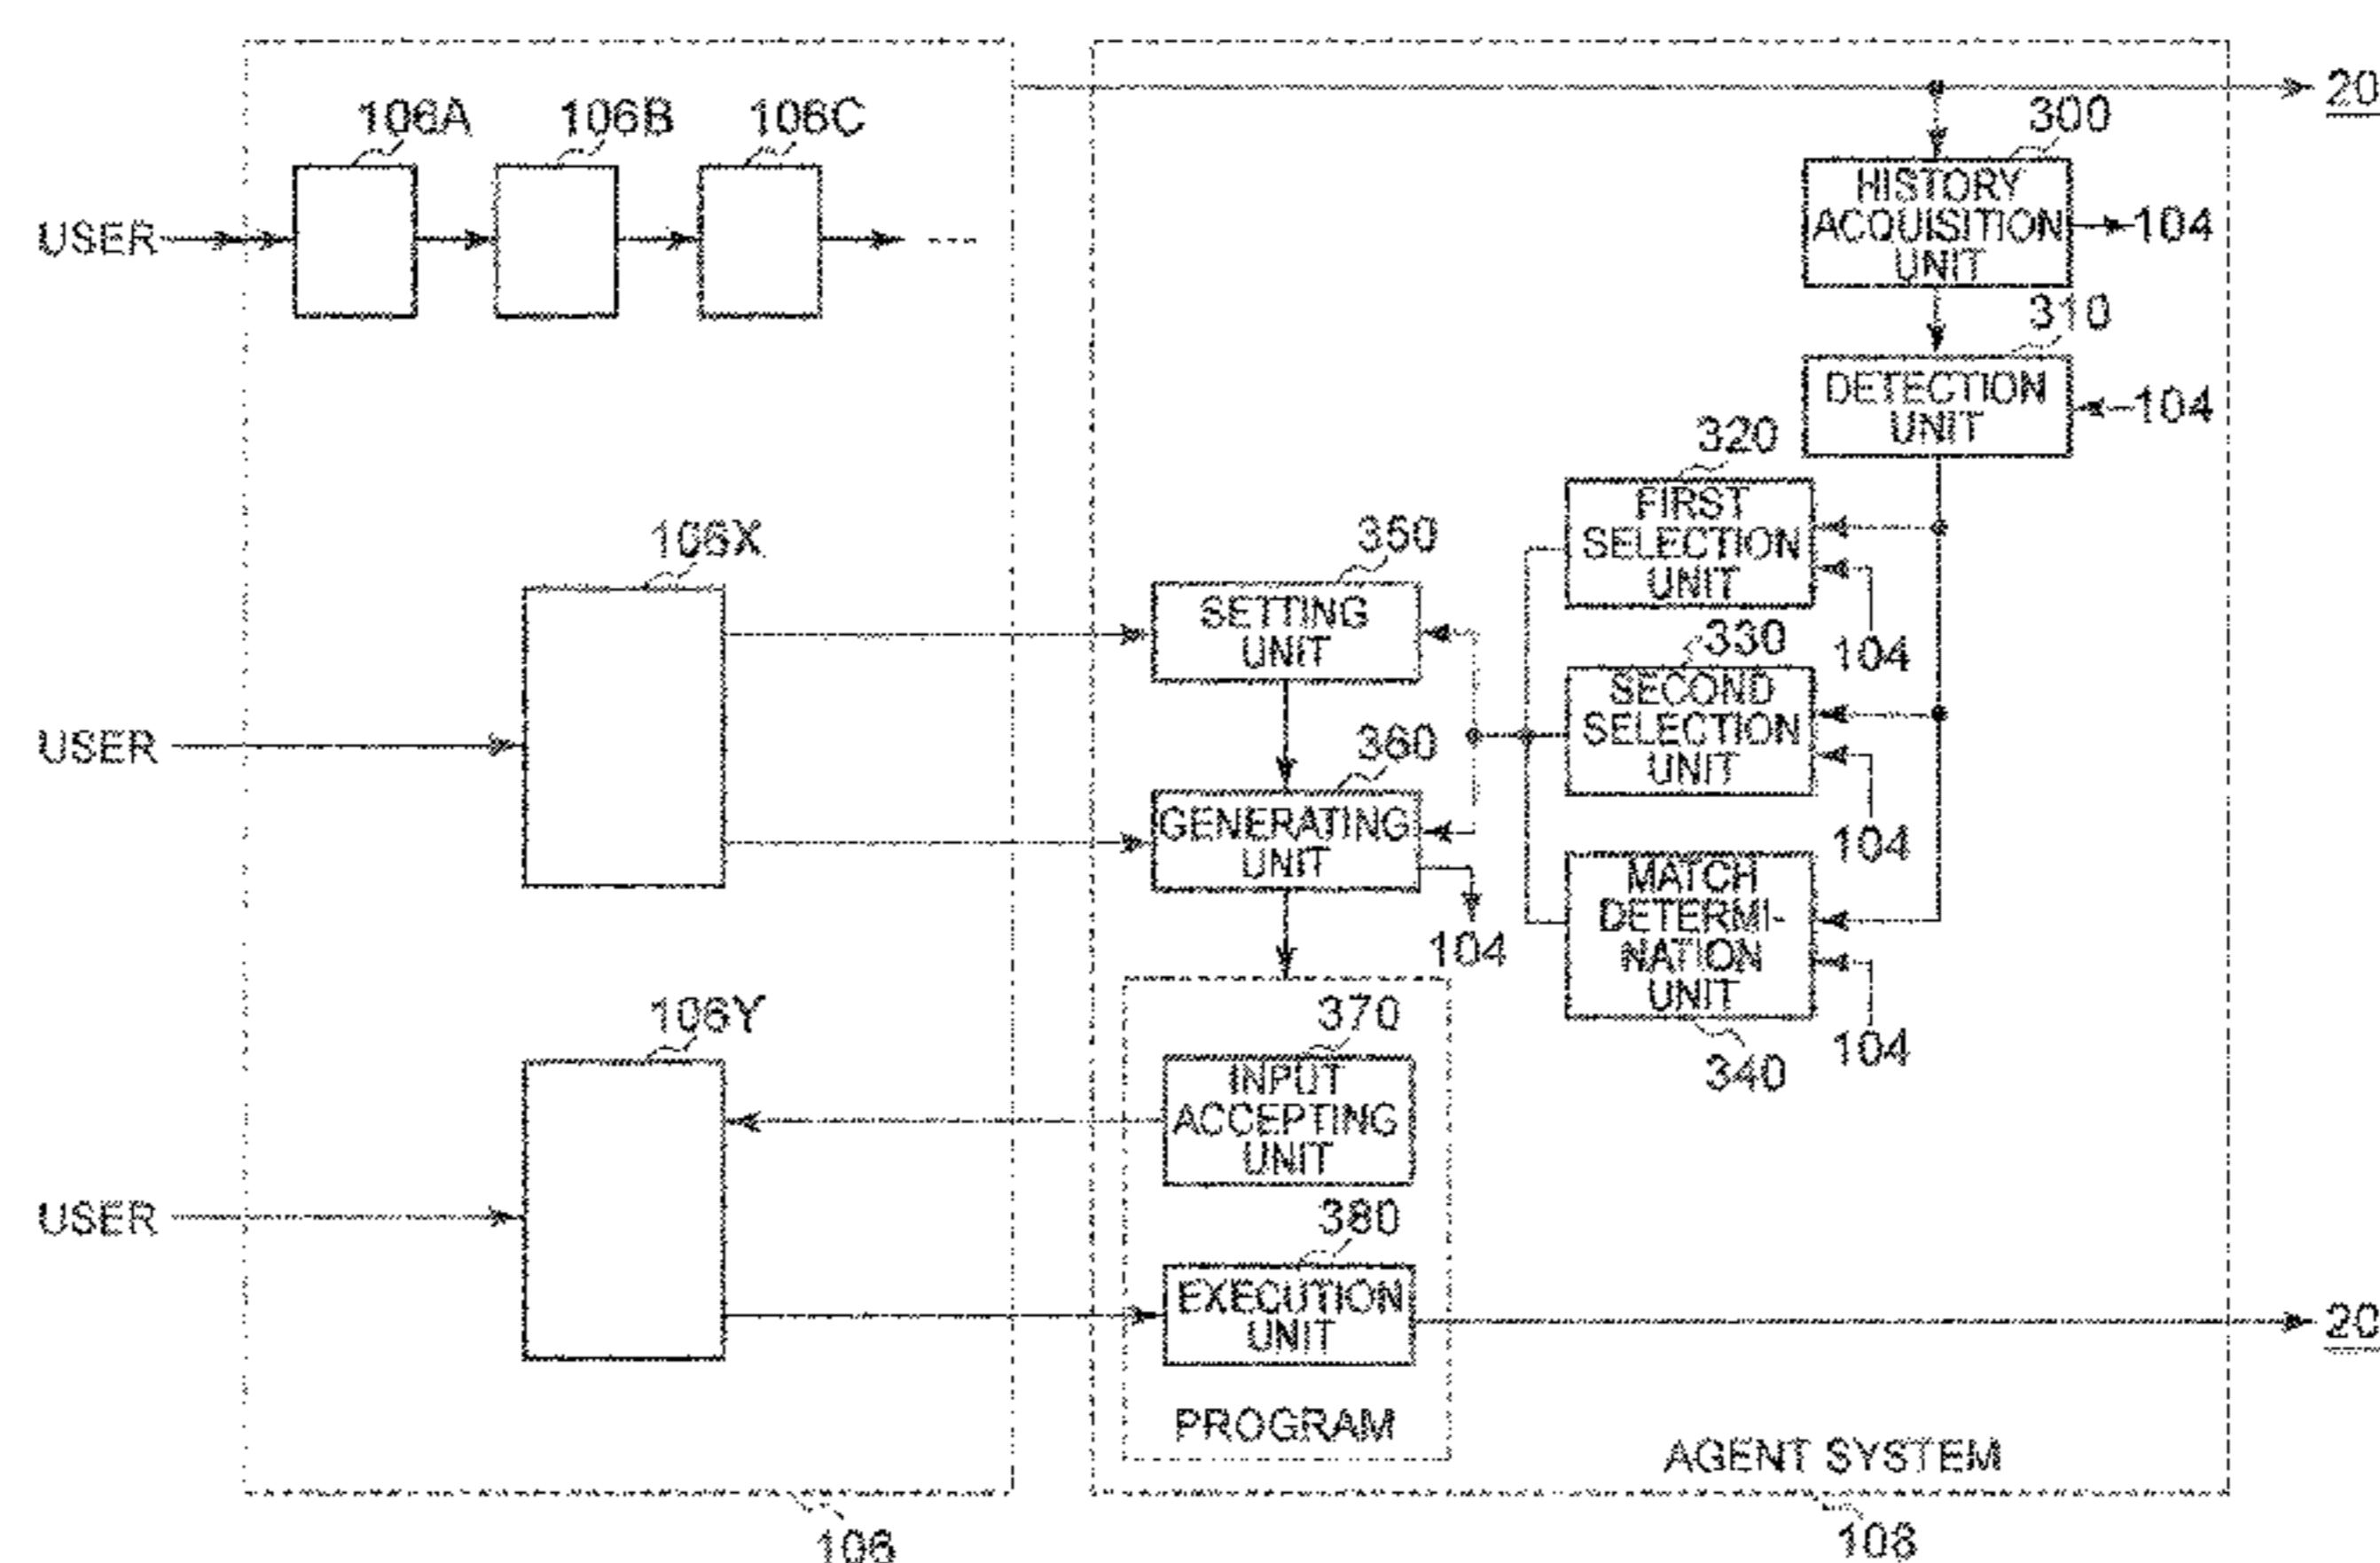 20
106A
106B
106C
300
USER
HISTORY
ACQUISITION
UNIT
104
310
DETECTION
UNIT
104
320
FIRST
SELECTION
UNIT
104
106X
350
SETTING
UNIT
330
SECOND
SELECTION
UNIT
104
USER
360
GENERATING
UNIT
104
MATCH
DETERMI-
NATION
UNIT
104
340
106Y
370
INPUT
ACCEPTING
UNIT
USER
380
EXECUTION
UNIT
20
PROGRAM
AGENT SYSTEM
106
108